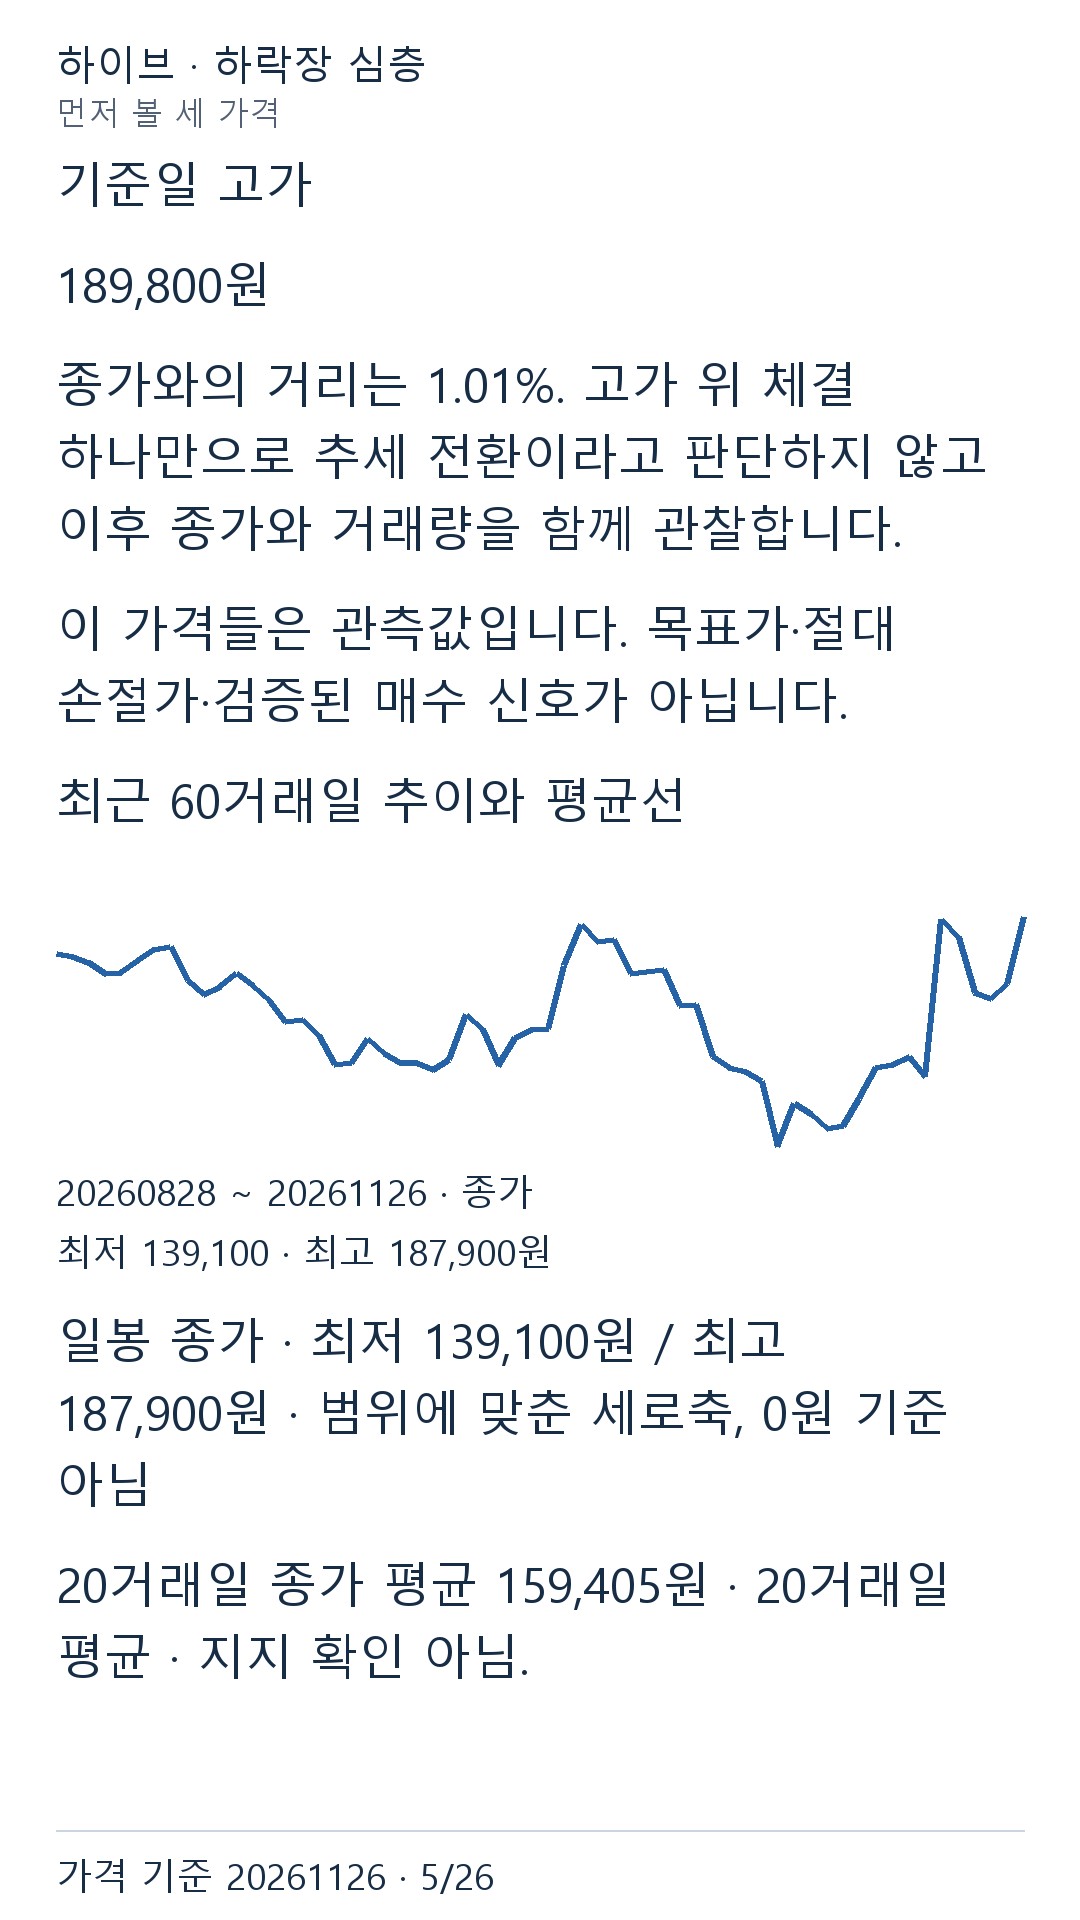 하이브 · 하락장 심층
먼저 볼 세 가격
기준일 고가
189,800원
종가와의 거리는 1.01%. 고가 위 체결
하나만으로 추세 전환이라고 판단하지 않고
이후 종가와 거래량을 함께 관찰합니다.
이 가격들은 관측값입니다. 목표가·절대
손절가·검증된 매수 신호가 아닙니다.
최근 60거래일 추이와 평균선
20260828 ~ 20261126 · 종가
최저 139,100 · 최고 187,900원
일봉 종가 · 최저 139,100원 / 최고
187,900원 · 범위에 맞춘 세로축, 0원 기준
아님
20거래일 종가 평균 159,405원 · 20거래일
평균 · 지지 확인 아님.
가격 기준 20261126 · 5/26